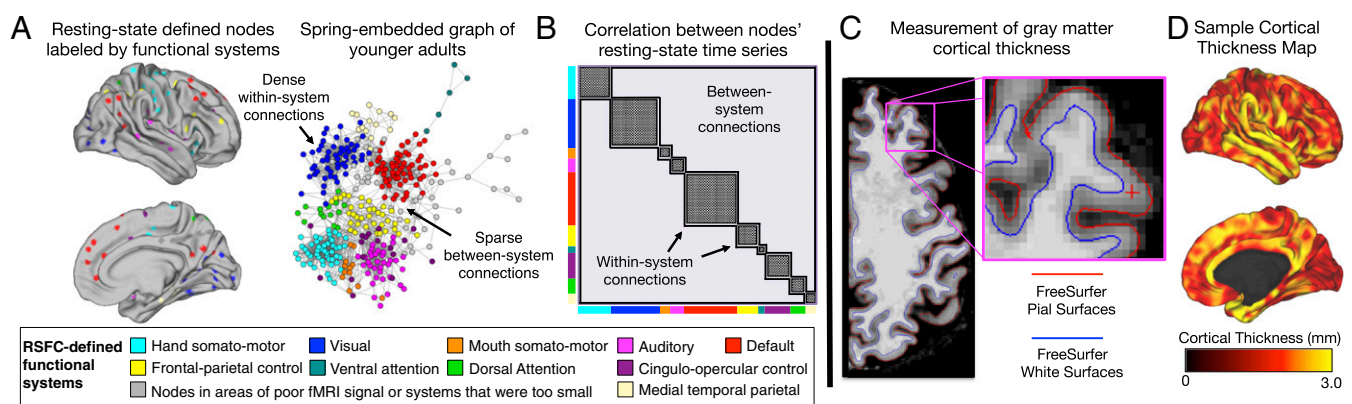 A
Resting-state defined nodes
labeled by functional systems
Spring-embedded graph of
younger adults
Dense
within-system
connections
Sparse
between-system
connections
B
Correlation between nodes'
resting-state time series
Between-
system
connections
Within-system
connections
C
Measurement of gray matter
cortical thickness
FreeSurfer
Pial Surfaces
FreeSurfer
White Surfaces
D
Sample Cortical
Thickness Map
Cortical Thickness (mm)
0
3.0
RSFC-defined
functional
systems
Hand somato-motor
Visual
Mouth somato-motor
Auditory
Default
Frontal-parietal control
Ventral attention
Dorsal Attention
Cingulo-opercular control
Nodes in areas of poor fMRI signal or systems that were too small
Medial temporal parietal